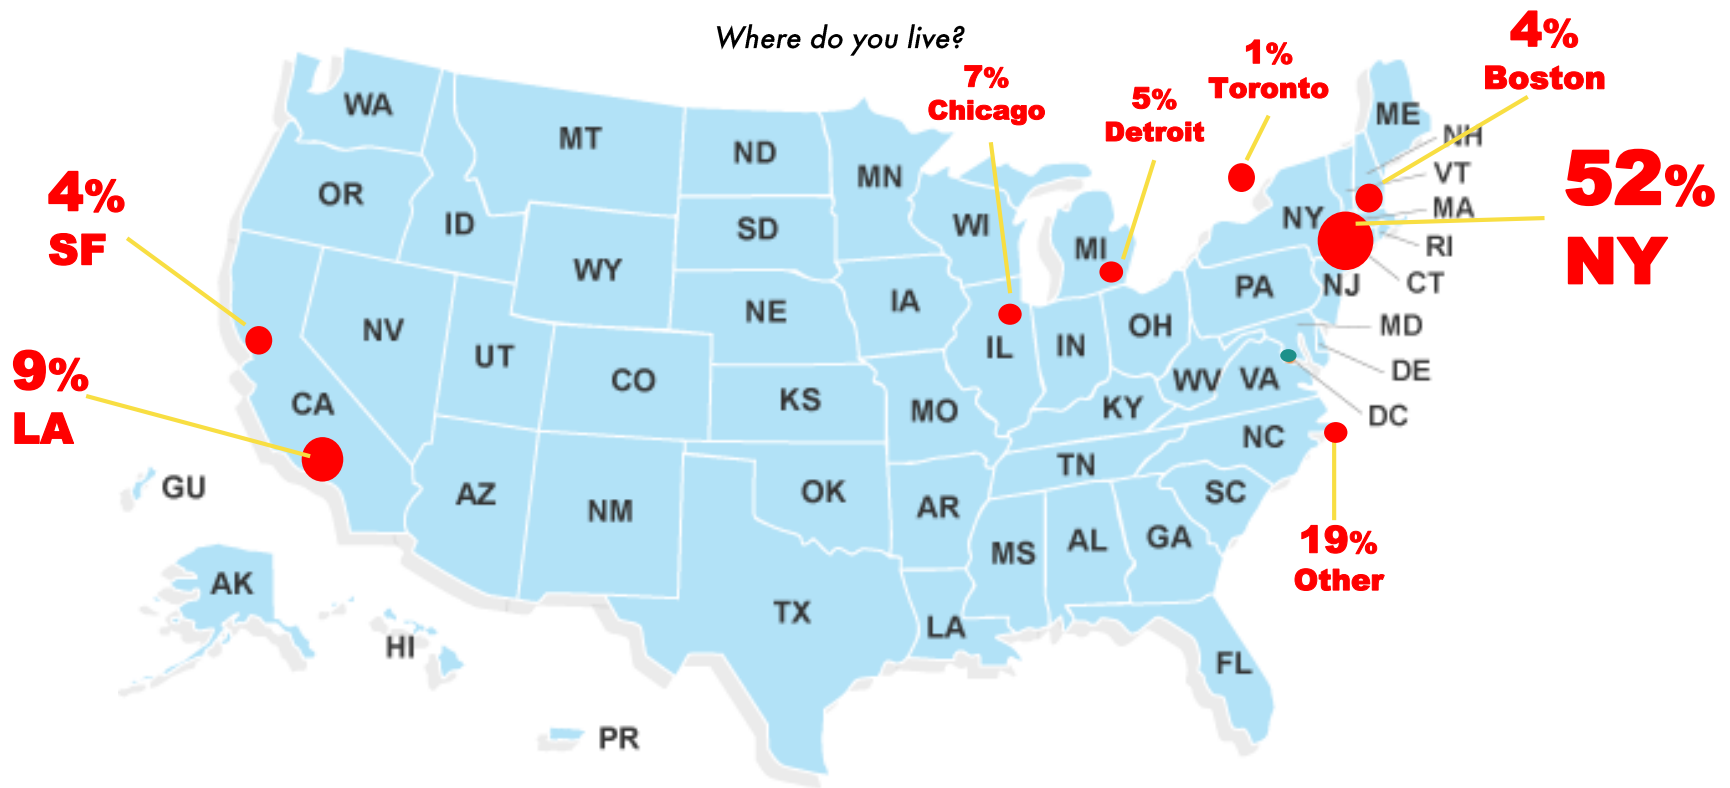 Where do you live?
4%
Boston
1%
Toronto
7%
Chicago
5%
Detroit
52%
NY
4%
SF
9%
LA
19%
Other
WA
MT
ND
MN
ME
NH
VT
OR
ID
SD
WI
MI
NY
MA
RI
WY
CT
NV
UT
NE
IA
PA
NJ
IL
IN
OH
MD
CA
CO
KS
MO
KY
WV
VA
DE
DC
AZ
NM
OK
AR
TN
NC
SC
GU
MS
AL
GA
AK
TX
LA
HI
FL
PR